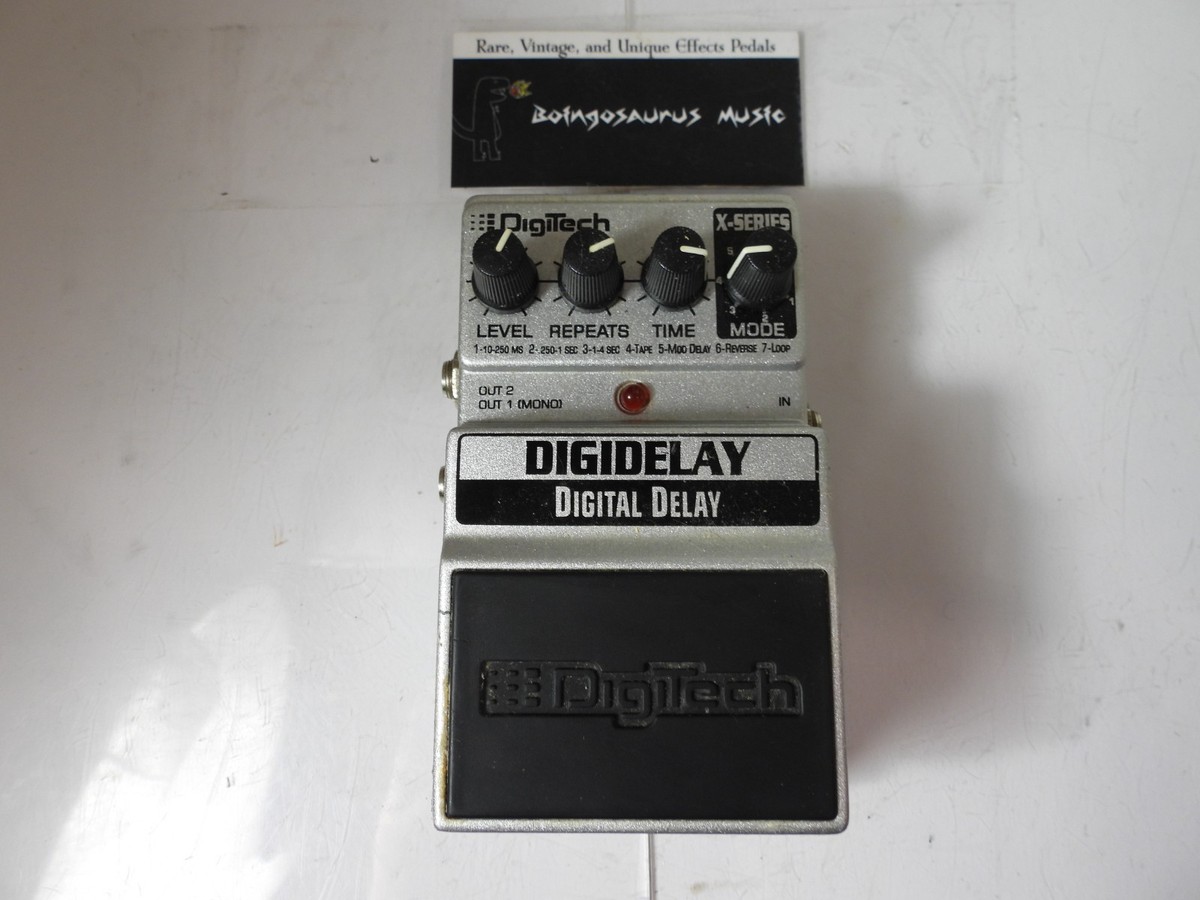 Rare, Vintage, and Unique Effects Pedals
Boingosaurus Music
DigiTech
X-SERIES
LEVEL REPEATS TIME MODE
1-10-250 MS 2-250-1 SEC 3-1-4 SEC 4-TAPE 5-MOD DELAY 6-REVERSE 7-LOOP
OUT 2
OUT 1 (MONO)
IN
DIGIDELAY
DIGITAL DELAY
DigiTech